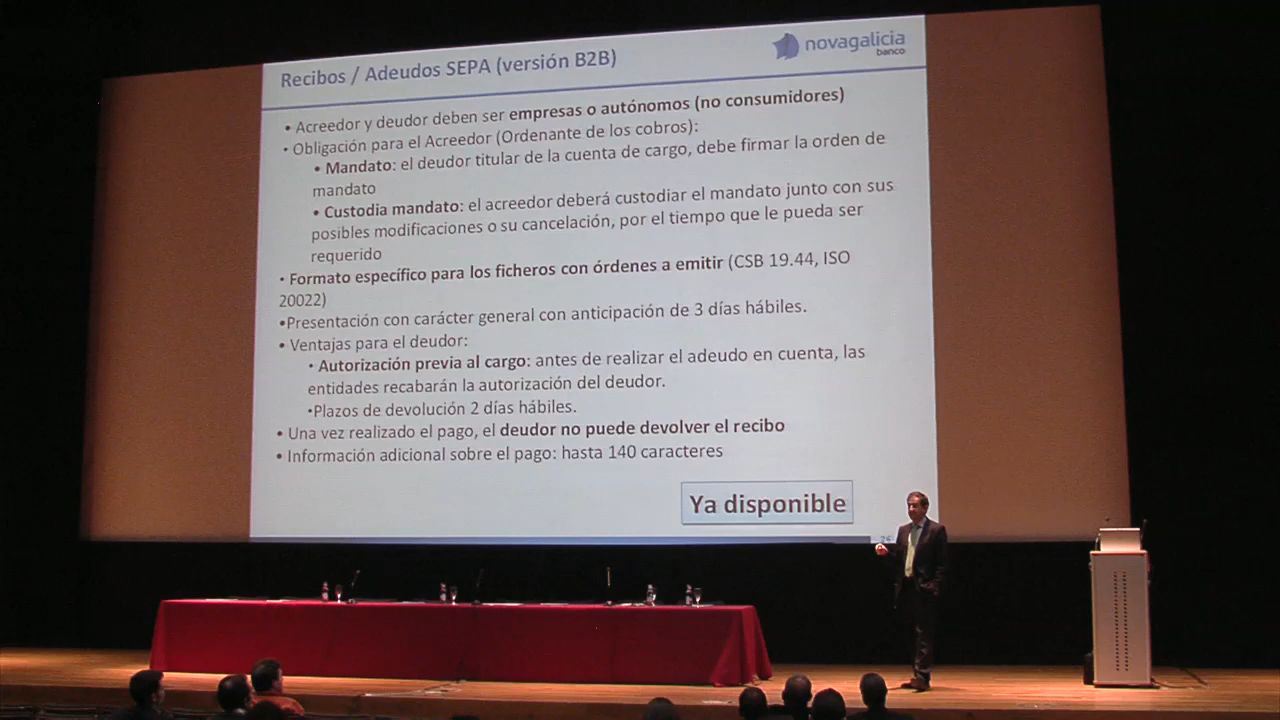 Recibos / Adeudos SEPA (versión B2B)
novagalicia
banco
• Acreedor y deudor deben ser empresas o autónomos (no consumidores)
• Obligación para el Acreedor (Ordenante de los cobros):
• Mandato: el deudor titular de la cuenta de cargo, debe firmar la orden de
mandato
• Custodia mandato: el acreedor deberá custodiar el mandato junto con sus
posibles modificaciones o su cancelación, por el tiempo que le pueda ser
requerido
• Formato específico para los ficheros con órdenes a emitir (CSB 19.44, ISO
20022)
•Presentación con carácter general con anticipación de 3 días hábiles.
• Ventajas para el deudor:
• Autorización previa al cargo: antes de realizar el adeudo en cuenta, las
entidades recabarán la autorización del deudor.
•Plazos de devolución 2 días hábiles.
• Una vez realizado el pago, el deudor no puede devolver el recibo
• Información adicional sobre el pago: hasta 140 caracteres
Ya disponible